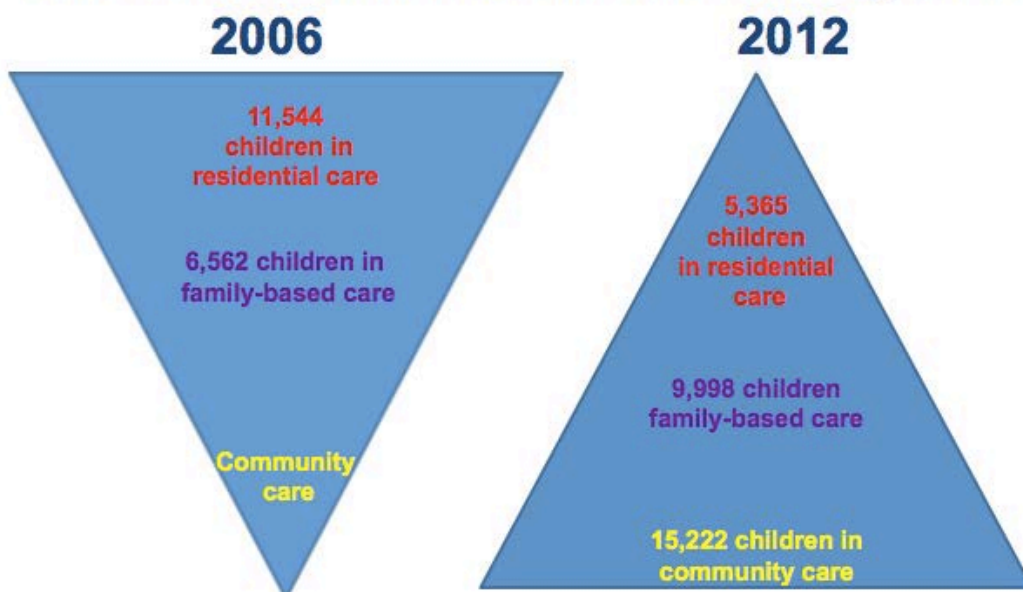 2006
11,544
children in
residential care
6,562 children in
family-based care
Community
care
2012
5,365
children
in residential
care
9,998 children
family-based care
15,222 children in
community care